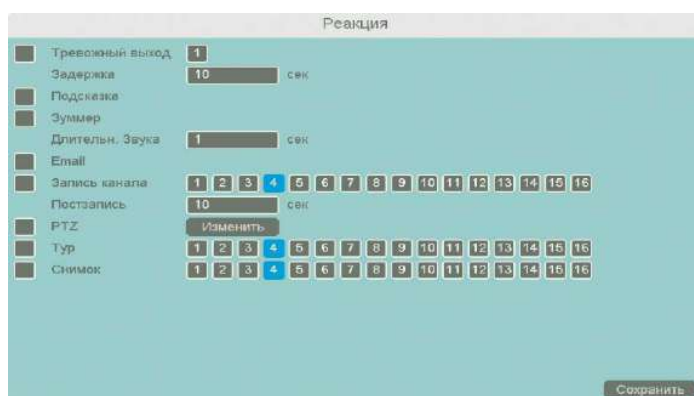 Реакция
Тревожный выход 1
Задержка 10 сек
Подсказка
Зуммер
Длительн. Звука 1 сек
Email
Запись канала 1 2 3 4 5 6 7 8 9 10 11 12 13 14 15 16
Постзапись 10 сек
PTZ Изменить
Тур 1 2 3 4 5 6 7 8 9 10 11 12 13 14 15 16
Снимок 1 2 3 4 5 6 7 8 9 10 11 12 13 14 15 16
Сохранить